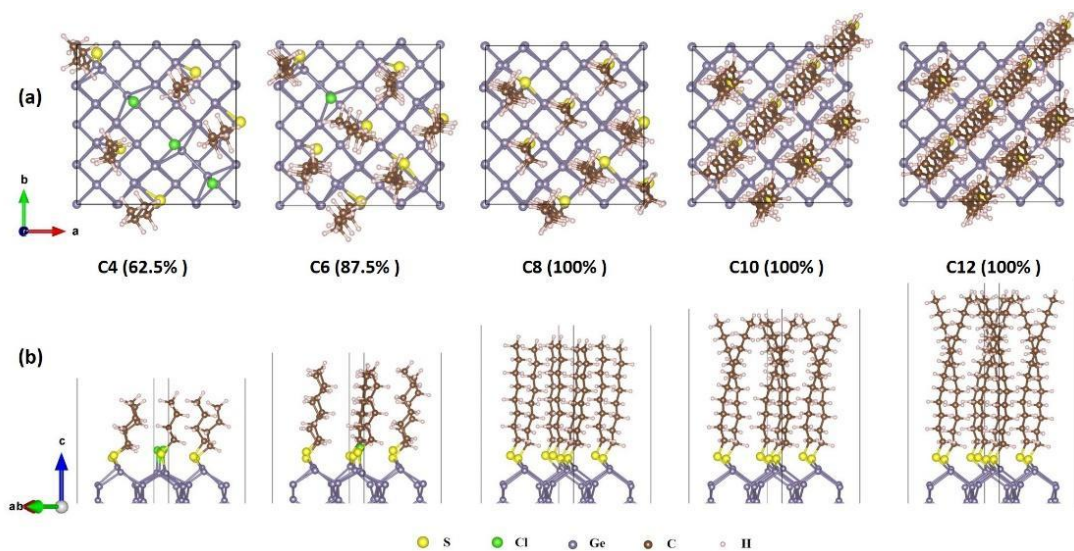 (a)
b
a
C4 (62.5% )
C6 (87.5% )
C8 (100% )
C10 (100% )
C12 (100% )
(b)
c
ab
S
Cl
Ge
C
H